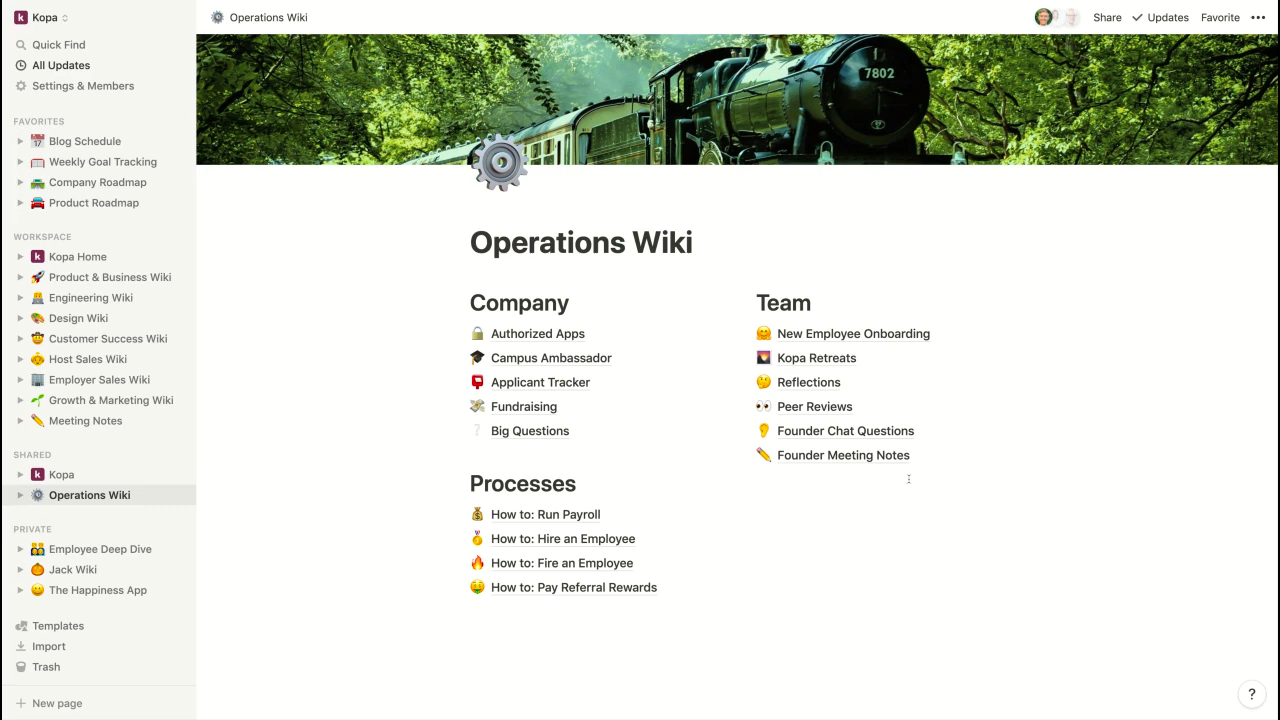 k Kopa
Quick Find
All Updates
Settings & Members
FAVORITES
Blog Schedule
Weekly Goal Tracking
Company Roadmap
Product Roadmap
WORKSPACE
k Kopa Home
Product & Business Wiki
Engineering Wiki
Design Wiki
Customer Success Wiki
Host Sales Wiki
Employer Sales Wiki
Growth & Marketing Wiki
Meeting Notes
SHARED
k Kopa
Operations Wiki
PRIVATE
Employee Deep Dive
Jack Wiki
The Happiness App
Templates
Import
Trash
New page
Operations Wiki
Share
Updates
Favorite
7802
Operations Wiki
Company
Authorized Apps
Campus Ambassador
Applicant Tracker
Fundraising
Big Questions
Processes
How to: Run Payroll
How to: Hire an Employee
How to: Fire an Employee
How to: Pay Referral Rewards
Team
New Employee Onboarding
Kopa Retreats
Reflections
Peer Reviews
Founder Chat Questions
Founder Meeting Notes
?